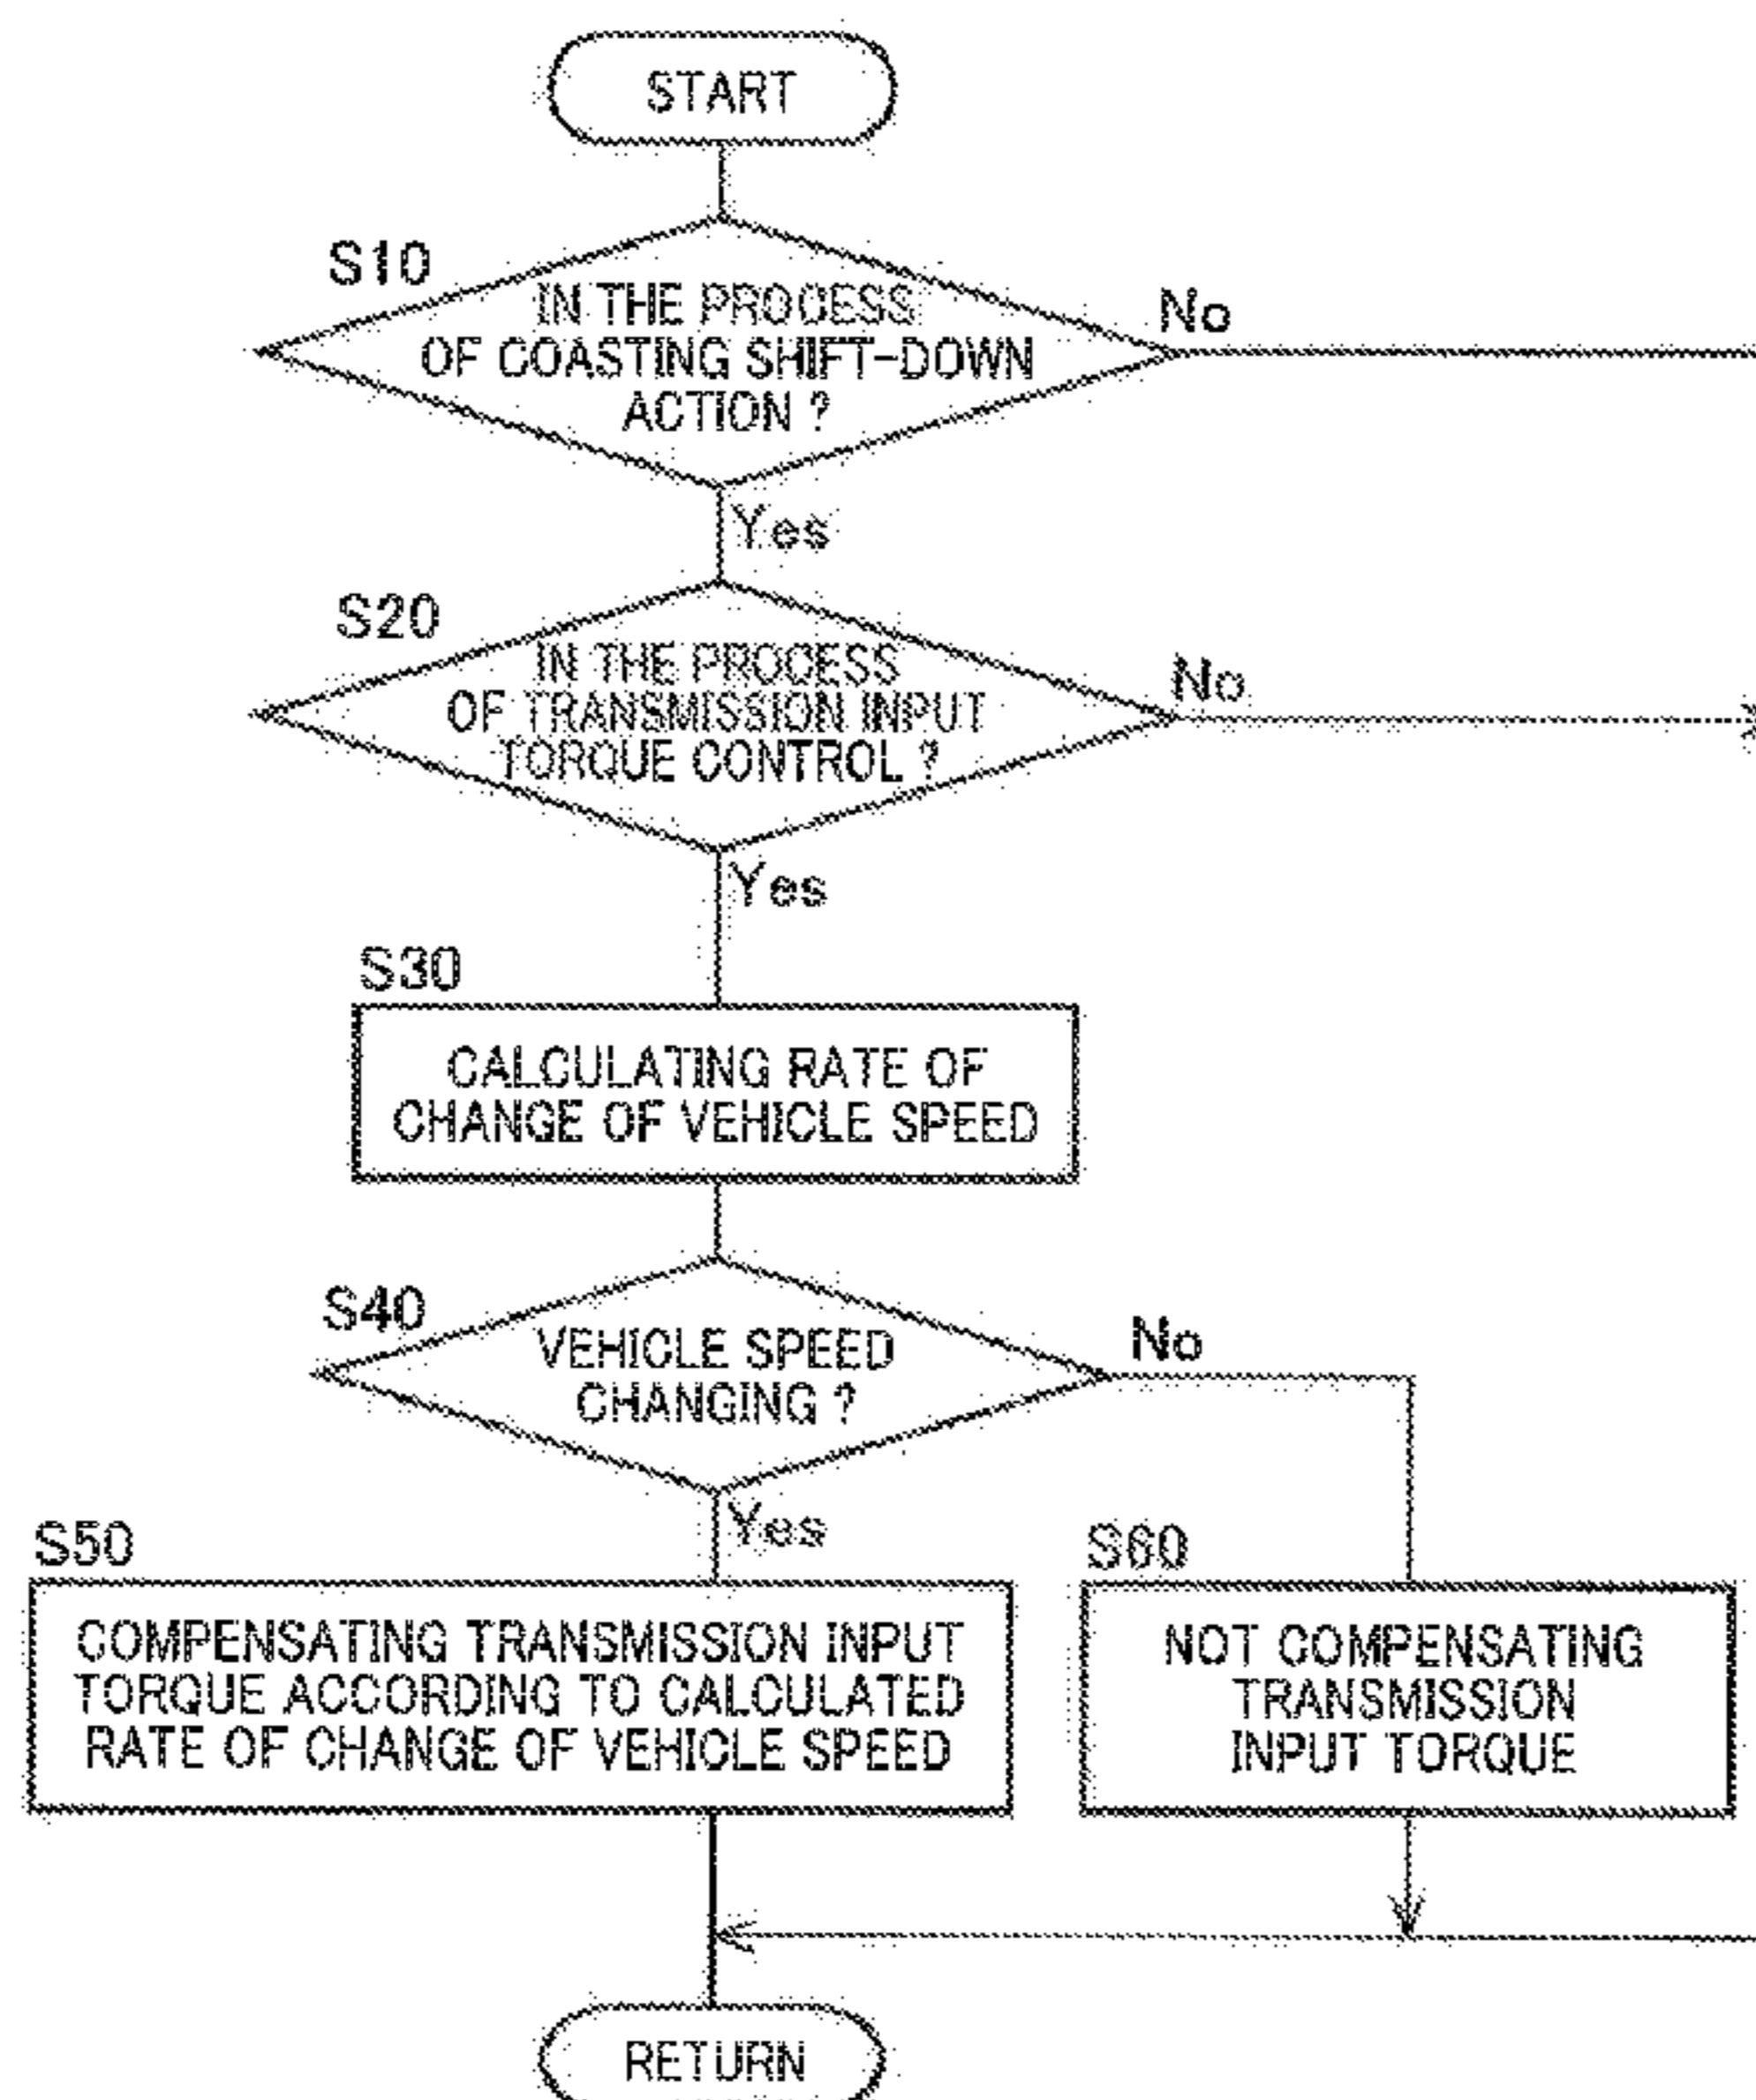 START
S10
IN THE PROCESS
OF COASTING SHIFT-DOWN
ACTION ?
No
Yes
S20
IN THE PROCESS
OF TRANSMISSION INPUT
TORQUE CONTROL ?
No
Yes
S30
CALCULATING RATE OF
CHANGE OF VEHICLE SPEED
S40
VEHICLE SPEED
CHANGING ?
No
Yes
S50
COMPENSATING TRANSMISSION INPUT
TORQUE ACCORDING TO CALCULATED
RATE OF CHANGE OF VEHICLE SPEED
S60
NOT COMPENSATING
TRANSMISSION
INPUT TORQUE
RETURN